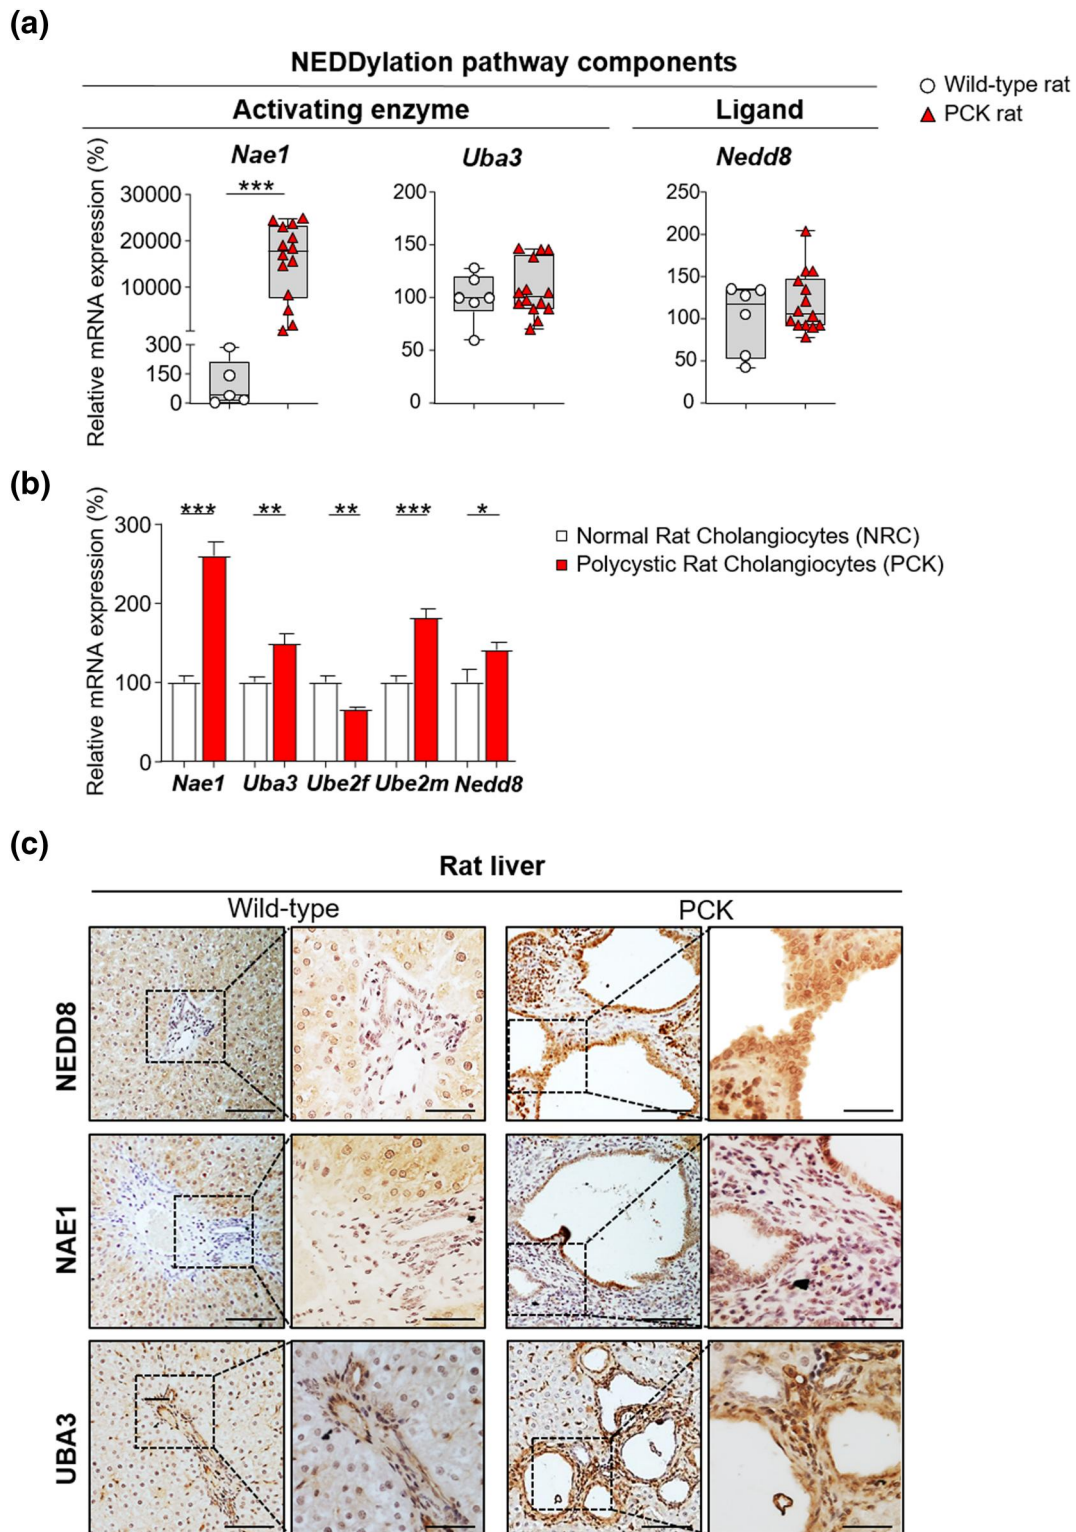 (a)
NEDDylation pathway components
Activating enzyme
Ligand
Wild-type rat
PCK rat
Nae1
Uba3
Nedd8
Relative mRNA expression (%)
***
30000
20000
10000
300
150
0
200
150
100
50
0
250
200
150
100
50
0
(b)
Relative mRNA expression (%)
300
200
100
0
***
**
**
***
*
Nae1 Uba3 Ube2f Ube2m Nedd8
Normal Rat Cholangiocytes (NRC)
Polycystic Rat Cholangiocytes (PCK)
(c)
Rat liver
Wild-type
PCK
NEDD8
NAE1
UBA3